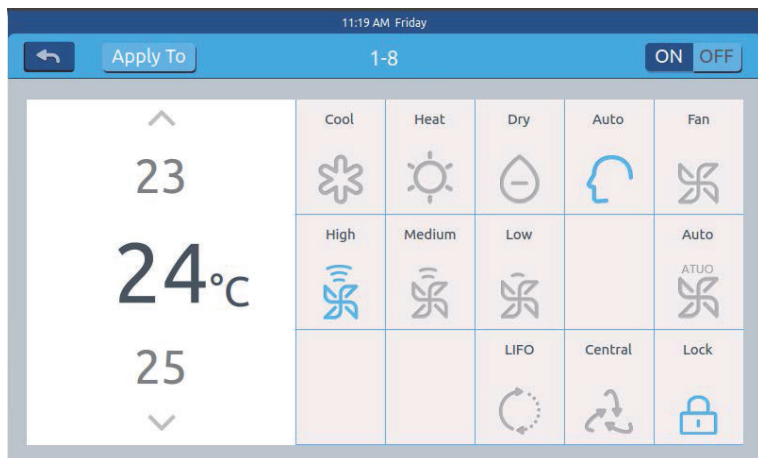 11:19 AM Friday
Apply To 1-8 ON OFF
23
24°C
25
Cool Heat Dry Auto Fan
High Medium Low Auto
ATUO
LIFO Central Lock